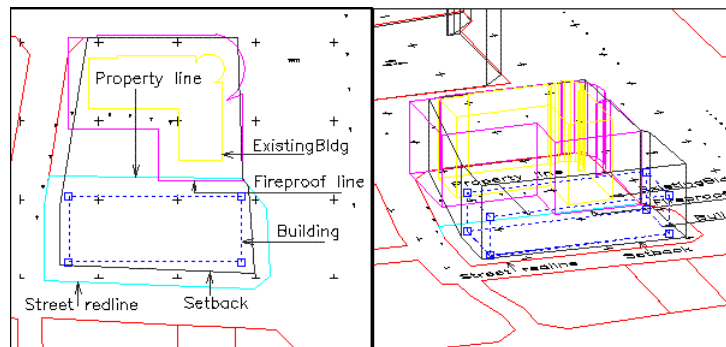 Property line
ExistingBldg
Fireproof line
Building
Street redline
Setback
Property line
Street redline
Setback